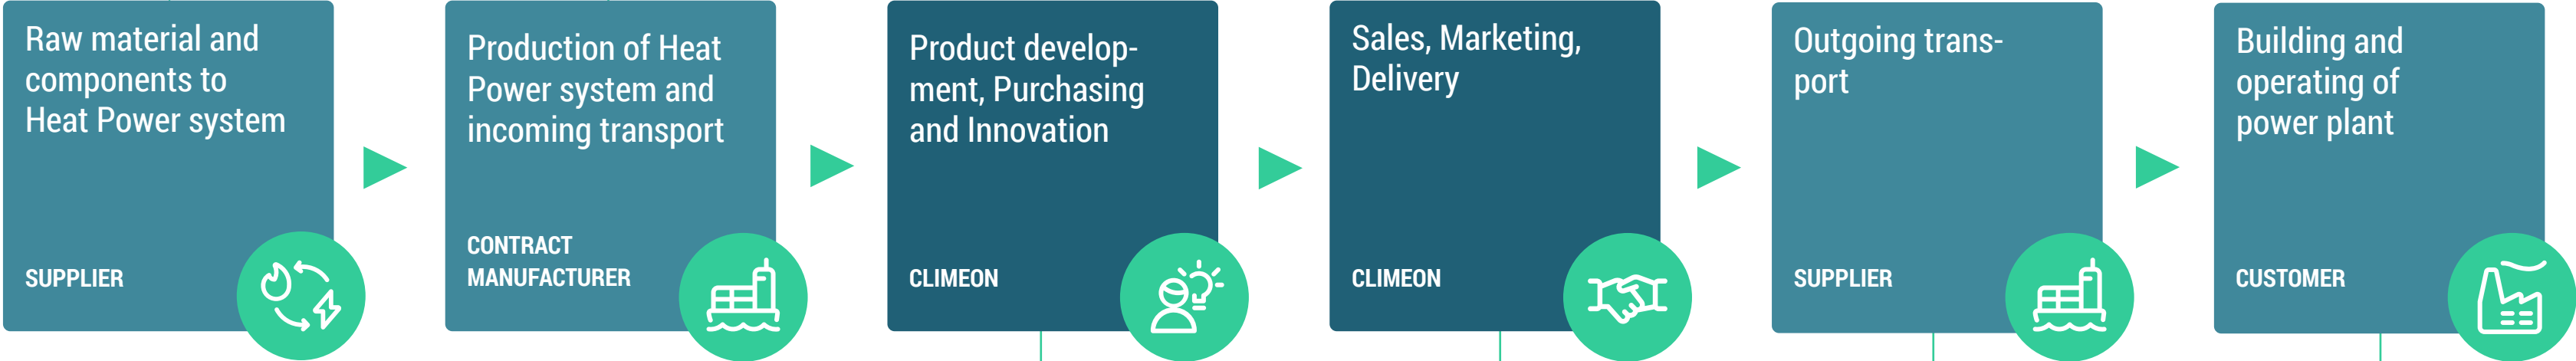 Raw material and
components to
Heat Power system
SUPPLIER
Production of Heat
Power system and
incoming transport
CONTRACT
MANUFACTURER
Product develop-
ment, Purchasing
and Innovation
CLIMEON
Sales, Marketing,
Delivery
CLIMEON
Outgoing trans-
port
SUPPLIER
Building and
operating of
power plant
CUSTOMER